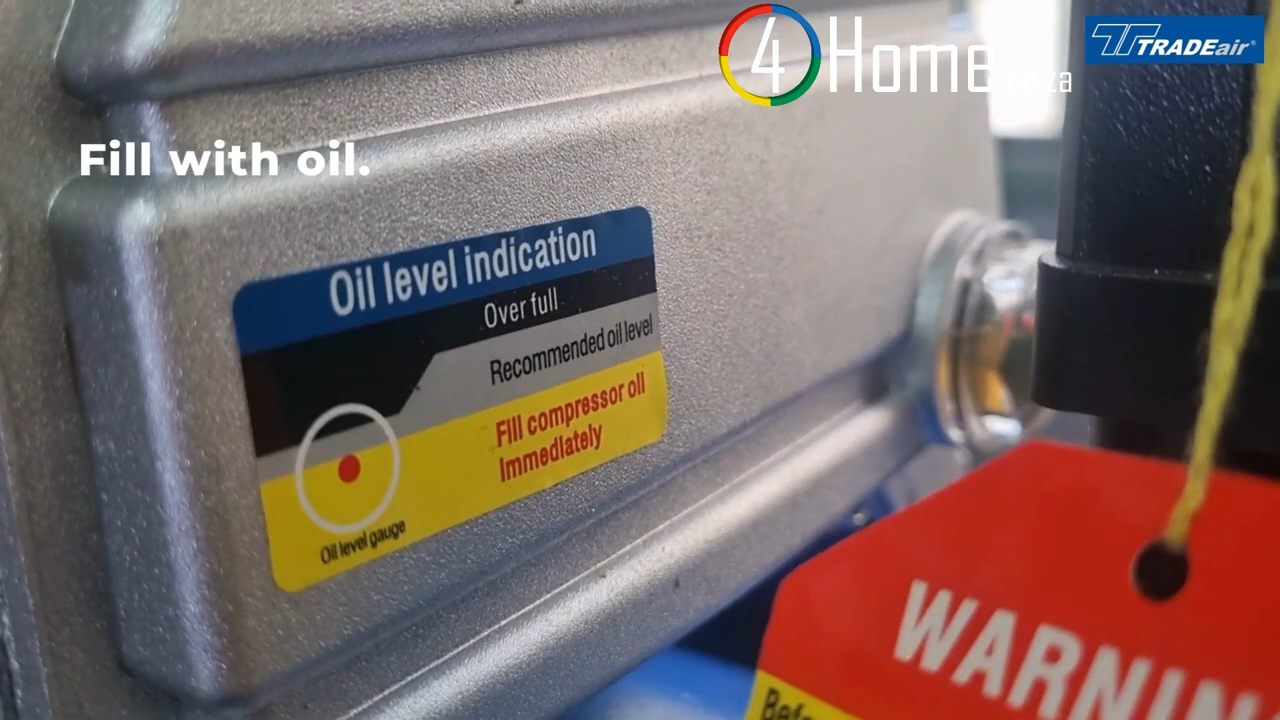 4Home.co.za
TRADEair®
Fill with oil.
Oil level indication
Over full
Recommended oil level
Fill compressor oil
immediately
Oil level gauge